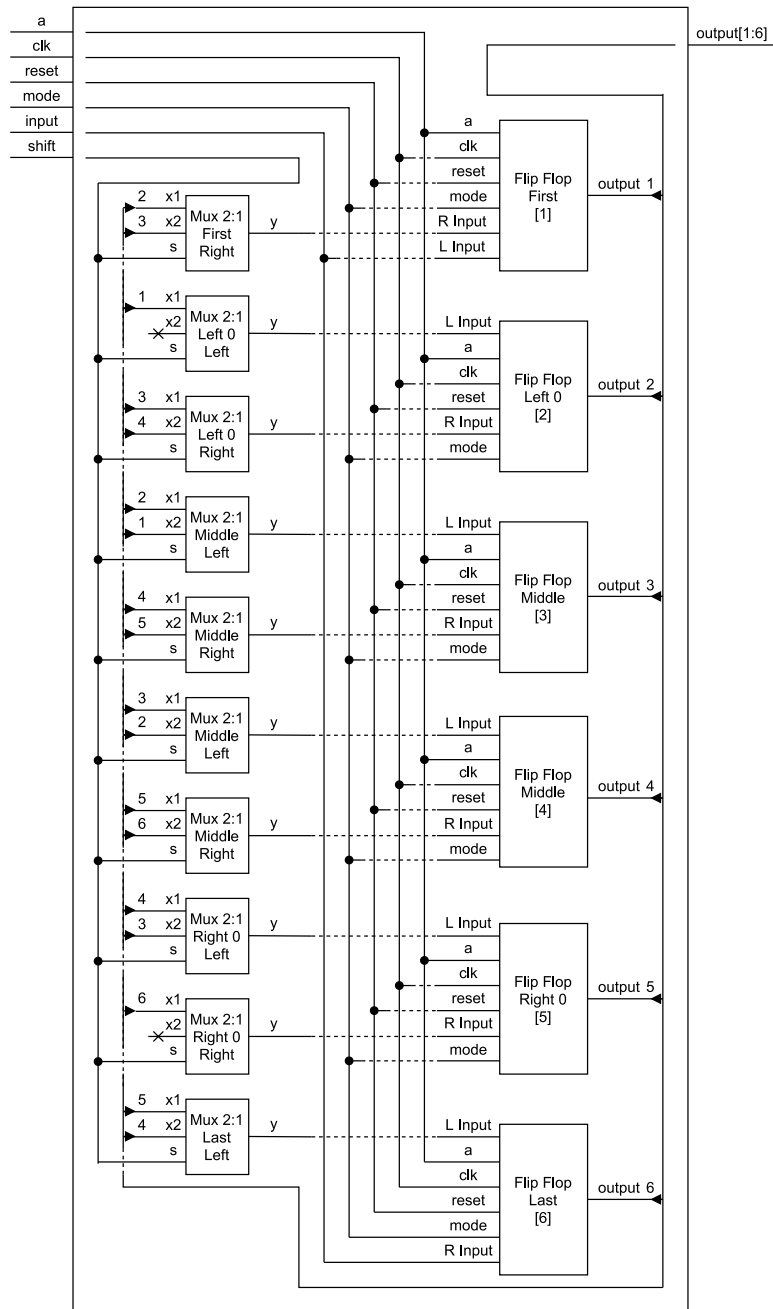 a
clk
reset
mode
input
shift
output[1:6]
2 x1
3 x2
s
Mux 2:1
First
Right
y
1 x1
x2
s
Mux 2:1
Left 0
Left
y
3 x1
4 x2
s
Mux 2:1
Left 0
Right
y
2 x1
1 x2
s
Mux 2:1
Middle
Left
y
4 x1
5 x2
s
Mux 2:1
Middle
Right
y
3 x1
2 x2
s
Mux 2:1
Middle
Left
y
5 x1
6 x2
s
Mux 2:1
Middle
Right
y
4 x1
3 x2
s
Mux 2:1
Right 0
Left
y
6 x1
x2
s
Mux 2:1
Right 0
Right
y
5 x1
4 x2
s
Mux 2:1
Last
Left
y
a
clk
reset
mode
R Input
L Input
Flip Flop
First
[1]
output 1
L Input
a
clk
reset
R Input
mode
Flip Flop
Left 0
[2]
output 2
L Input
a
clk
reset
R Input
mode
Flip Flop
Middle
[3]
output 3
L Input
a
clk
reset
R Input
mode
Flip Flop
Middle
[4]
output 4
L Input
a
clk
reset
R Input
mode
Flip Flop
Right 0
[5]
output 5
L Input
a
clk
reset
mode
R Input
Flip Flop
Last
[6]
output 6